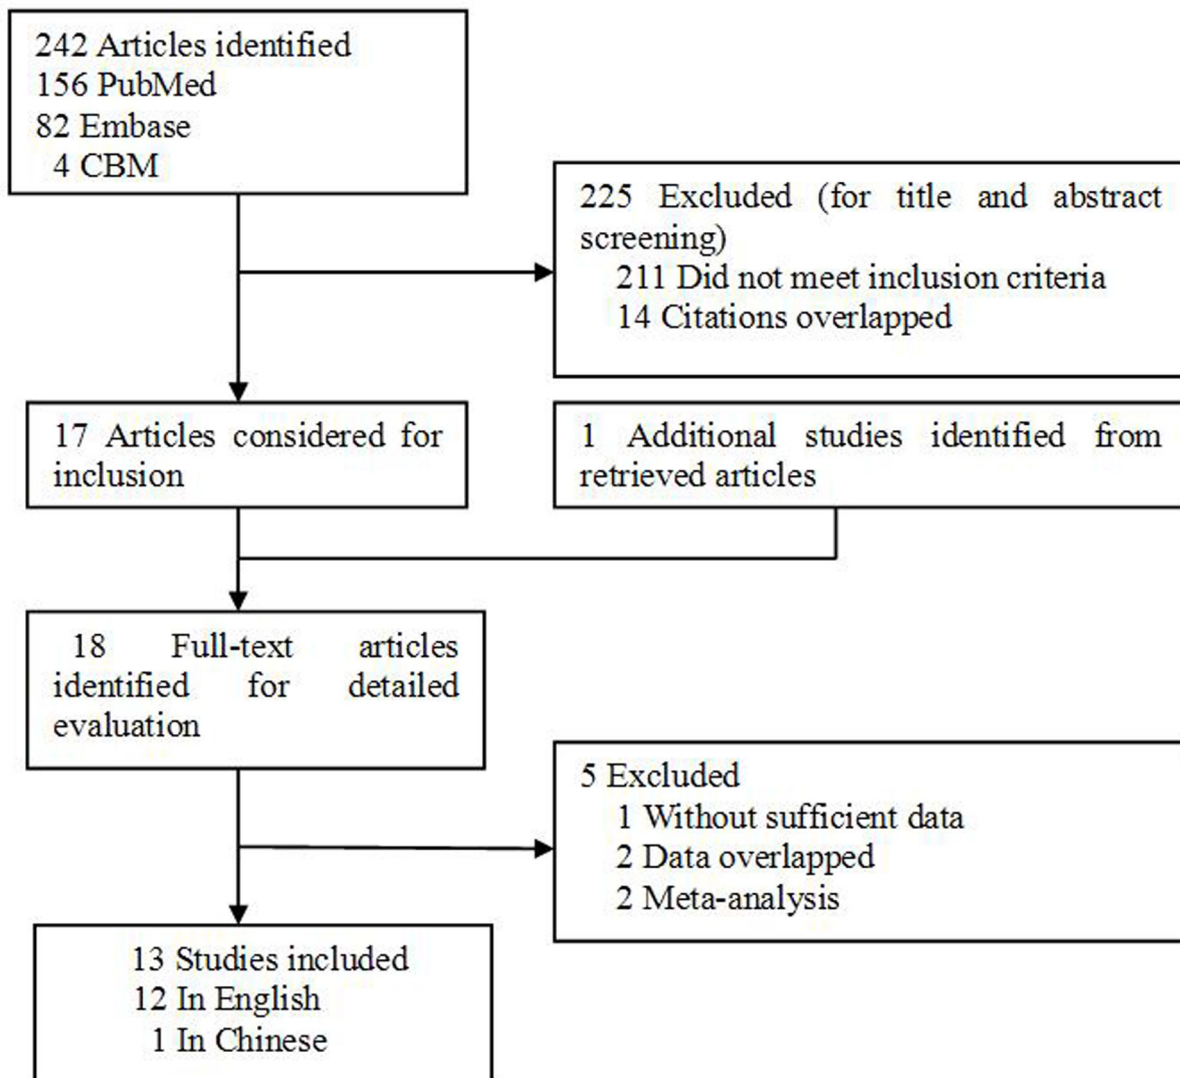 242 Articles identified
156 PubMed
82 Embase
4 CBM
225 Excluded (for title and abstract
screening)
211 Did not meet inclusion criteria
14 Citations overlapped
17 Articles considered for
inclusion
1 Additional studies identified from
retrieved articles
18 Full-text articles
identified for detailed
evaluation
5 Excluded
1 Without sufficient data
2 Data overlapped
2 Meta-analysis
13 Studies included
12 In English
1 In Chinese